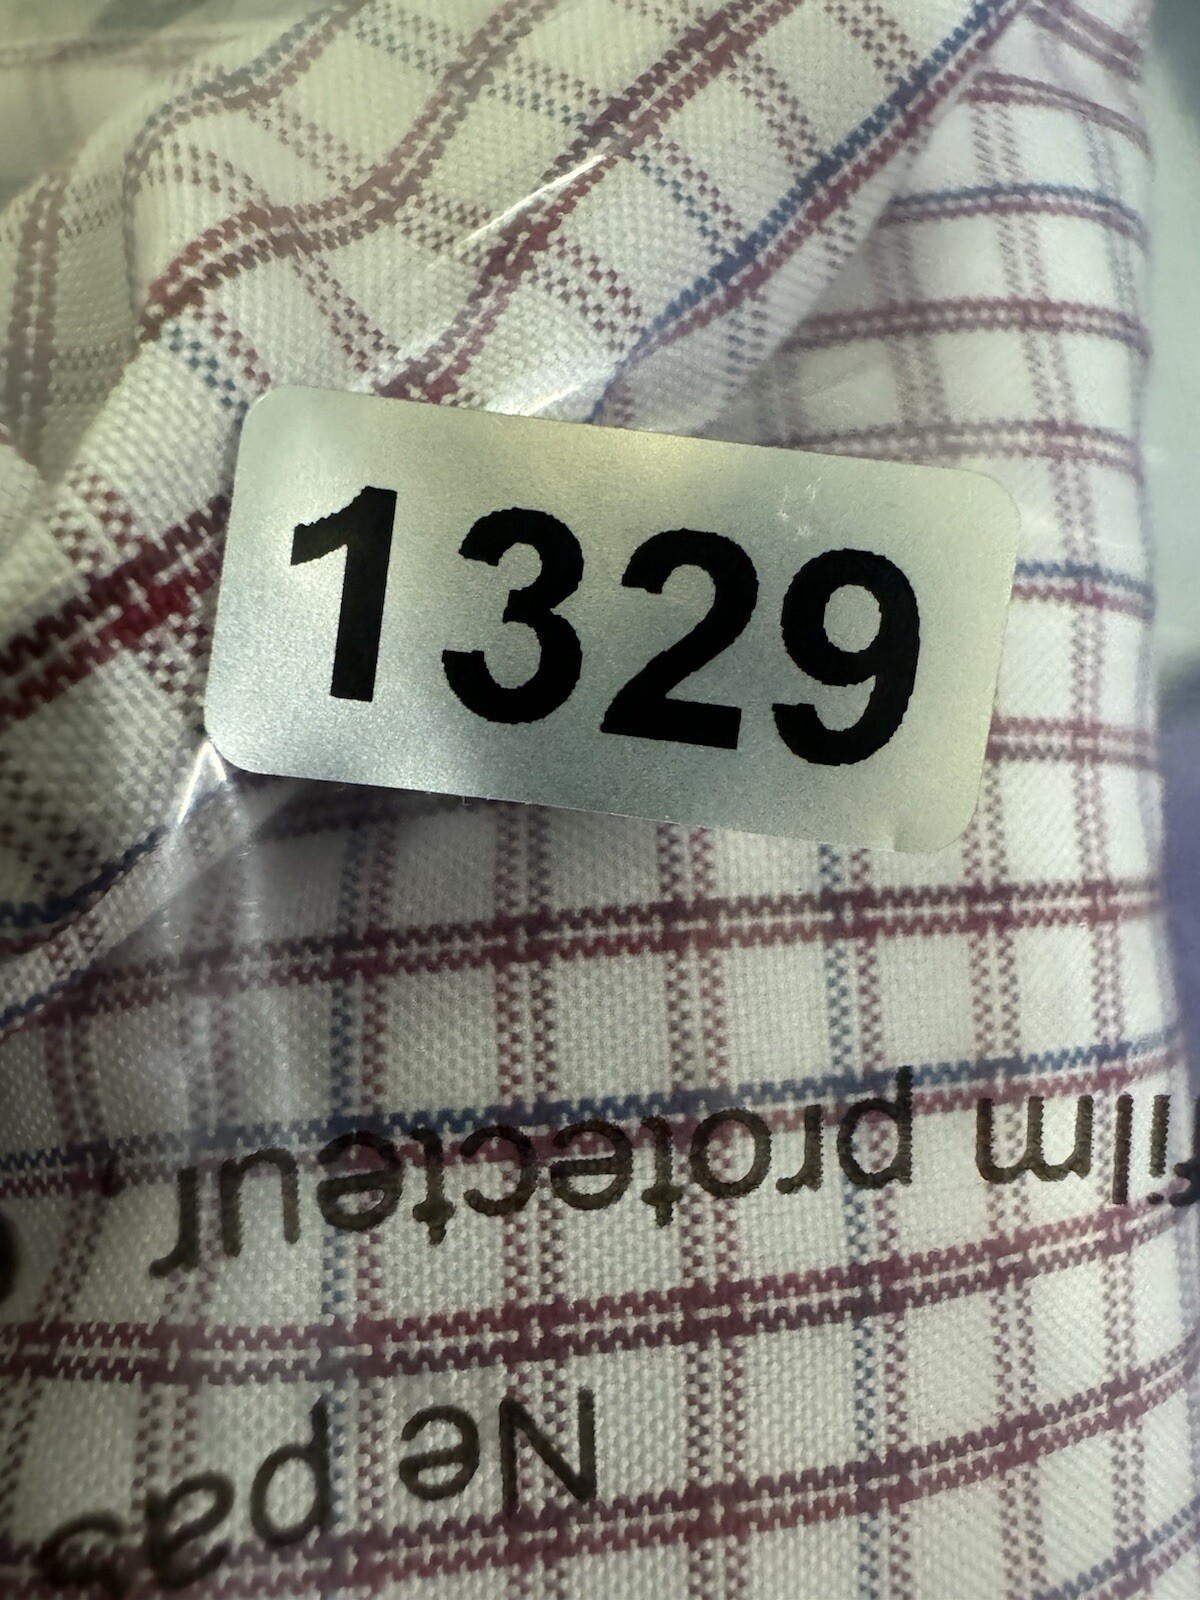 1329
film protecteur
Ne pas